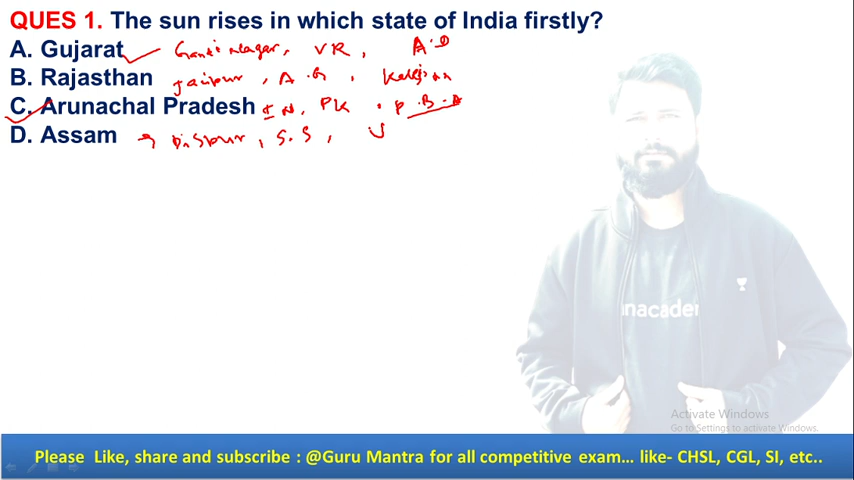 QUES 1. The sun rises in which state of India firstly?
A. Gujarat , VR, A.D
B. Rajasthan Jaipur, A.G,
C. Arunachal Pradesh PK P.B.A
D. Assam → Dispur, S.S,
unacader
Activate Windows
Go to Settings to activate Windows.
Please Like, share and subscribe : @Guru Mantra for all competitive exam... like- CHSL, CGL, SI, etc..